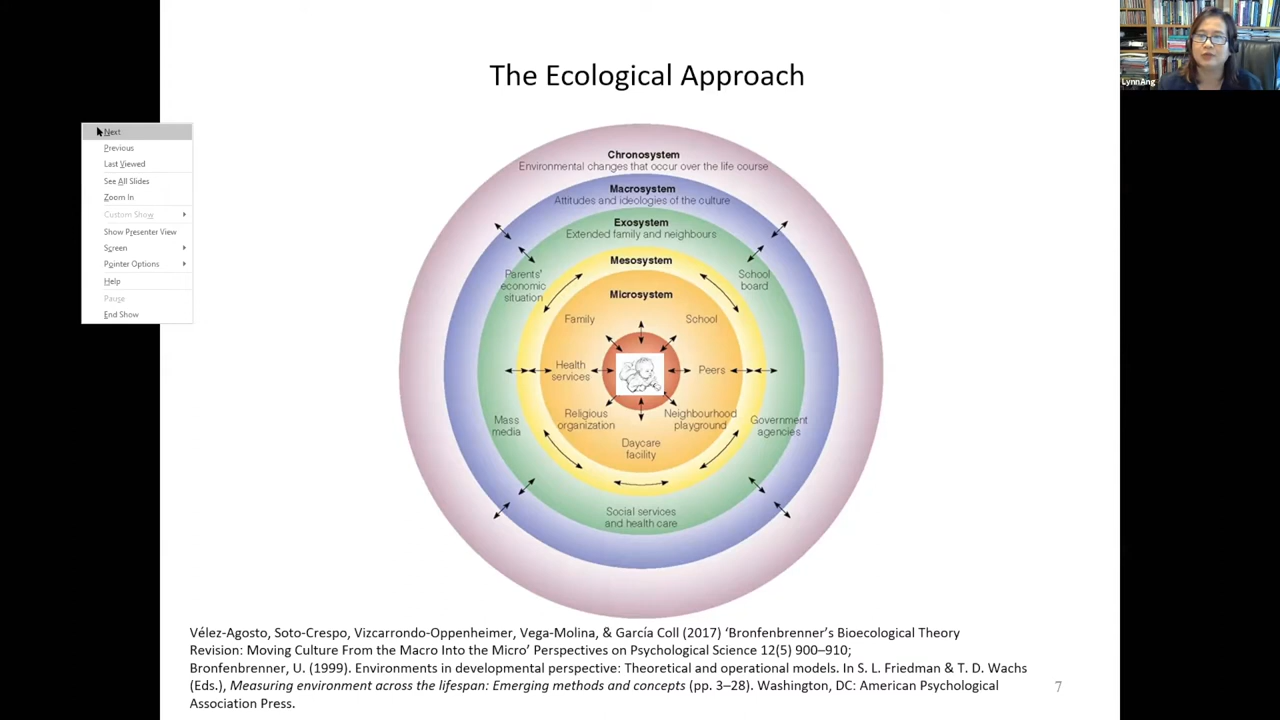 The Ecological Approach
LynnAng
Next
Previous
Last Viewed
See All Slides
Zoom In
Custom Show
Show Presenter View
Screen
Pointer Options
Help
Pause
End Show
Chronosystem
Environmental changes that occur over the life course
Macrosystem
Attitudes and ideologies of the culture
Exosystem
Extended family and neighbours
Mesosystem
Parents'
economic
situation
School
board
Microsystem
Family
School
Health
services
Peers
Religious
organization
Neighbourhood
playground
Mass
media
Government
agencies
Daycare
facility
Social services
and health care
Vélez-Agosto, Soto-Crespo, Vizcarrondo-Oppenheimer, Vega-Molina, & García Coll (2017) ‘Bronfenbrenner’s Bioecological Theory
Revision: Moving Culture From the Macro Into the Micro’ Perspectives on Psychological Science 12(5) 900–910;
Bronfenbrenner, U. (1999). Environments in developmental perspective: Theoretical and operational models. In S. L. Friedman & T. D. Wachs
(Eds.), Measuring environment across the lifespan: Emerging methods and concepts (pp. 3–28). Washington, DC: American Psychological
Association Press.
7